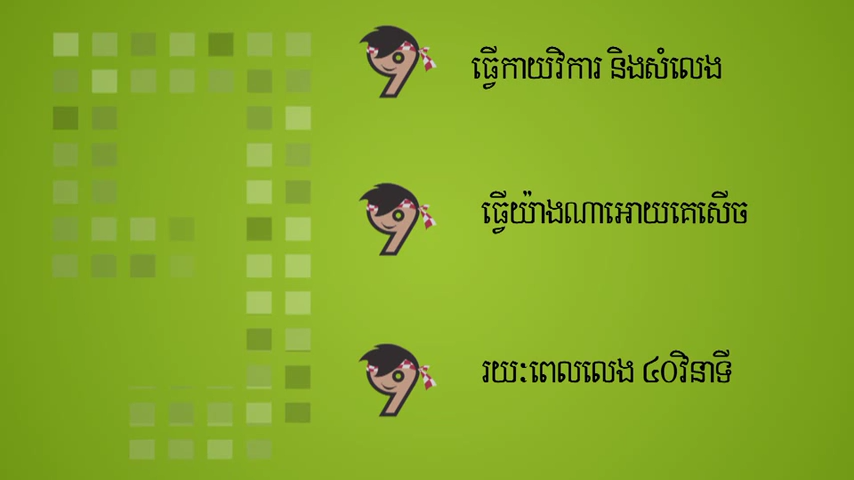 ធ្វើកាយវិការ និងសំលេង
ធ្វើយ៉ាងណាអោយគេសើច
រយៈពេលលេង ៤០វិនាទី